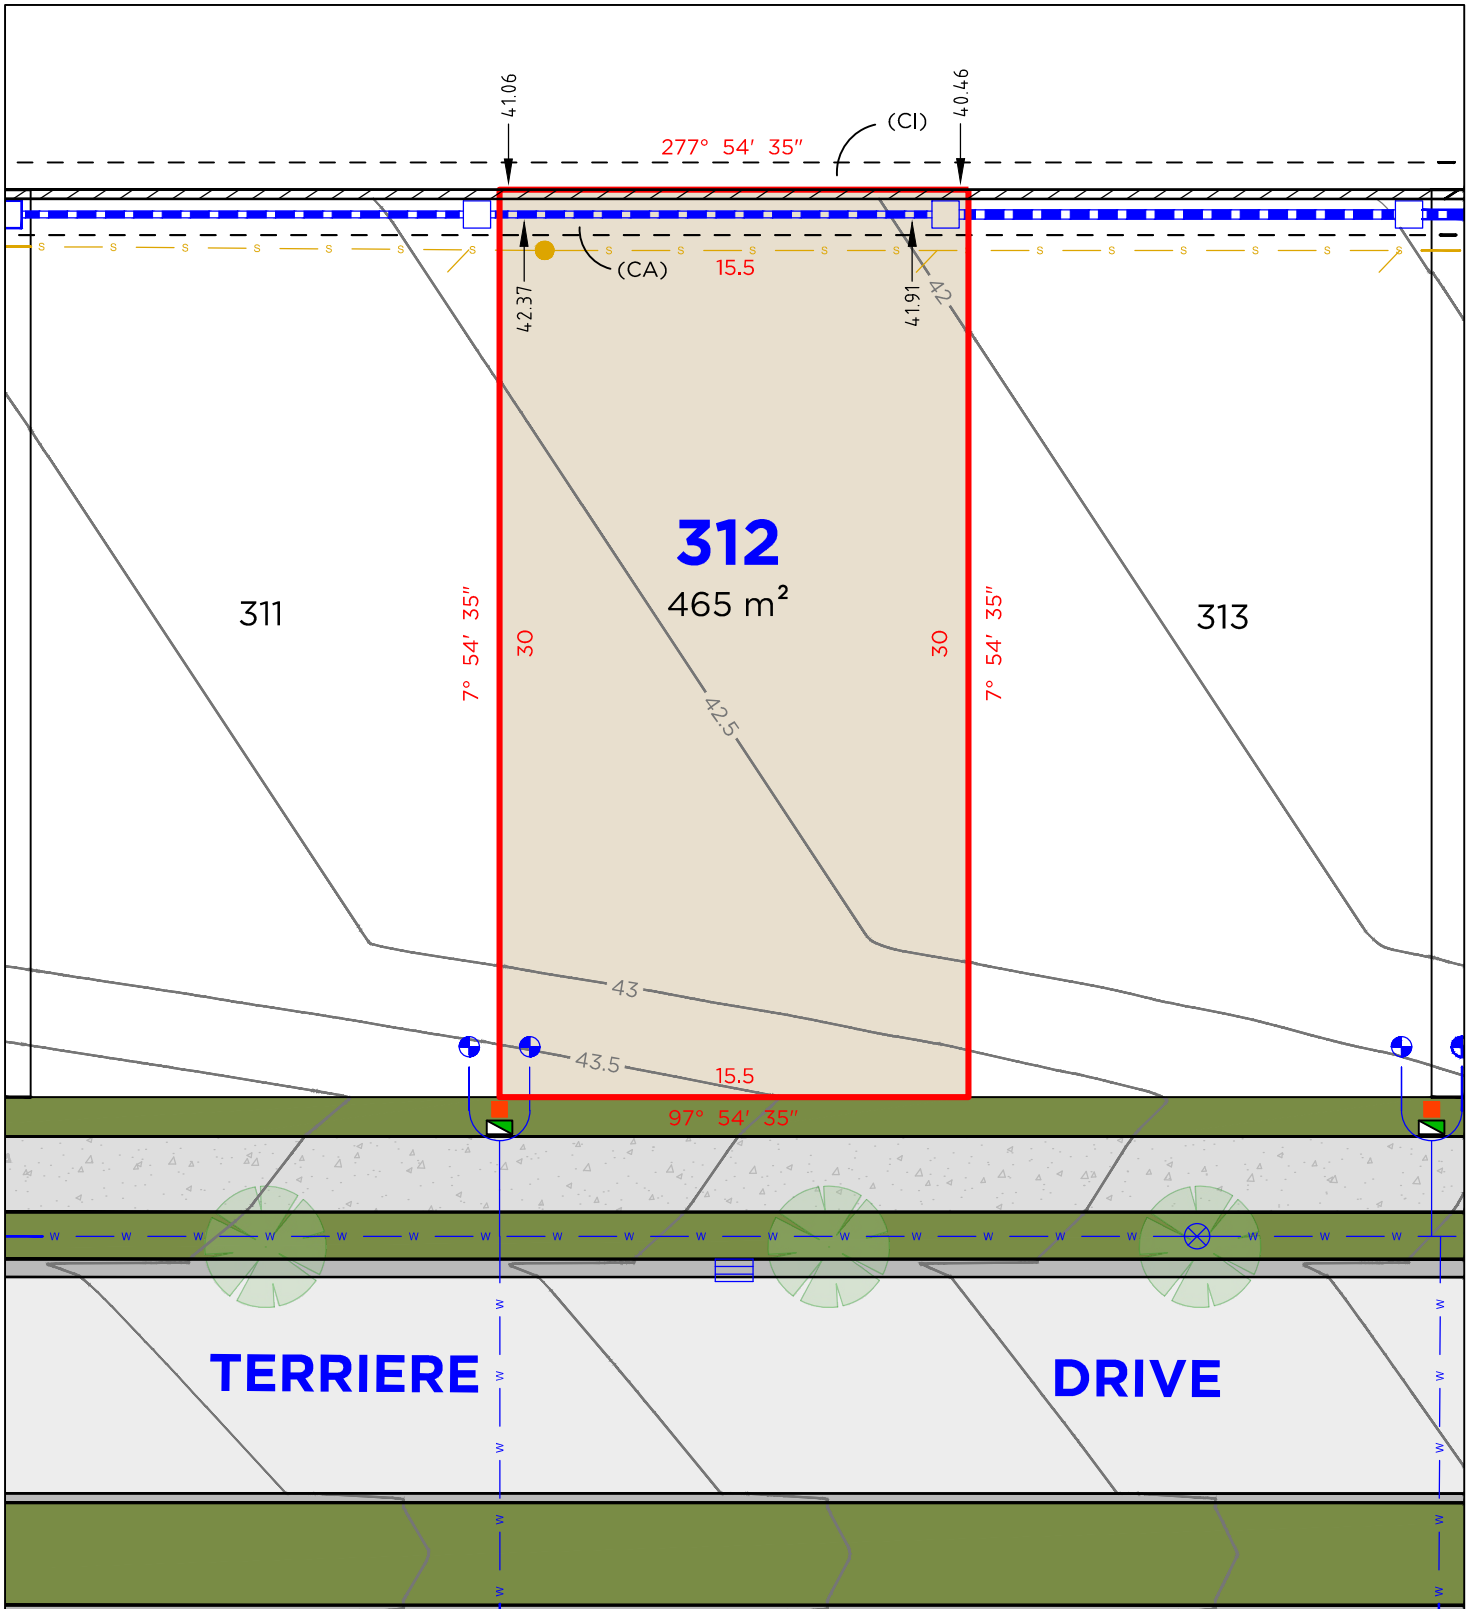 41.06
40.46
(CI)
277° 54' 35"
S S S S S S S S S S S S S S S S S S S
(CA)
15.5
42.37
41.91
42
312
465 m²
311
313
7° 54' 35"
30
30
7° 54' 35"
42.5
43
43.5
15.5
97° 54' 35"
W W W W W W W W W W W W W W W W W W
W
W
TERRIERE DRIVE
W
W
W
W
W
W
W
W